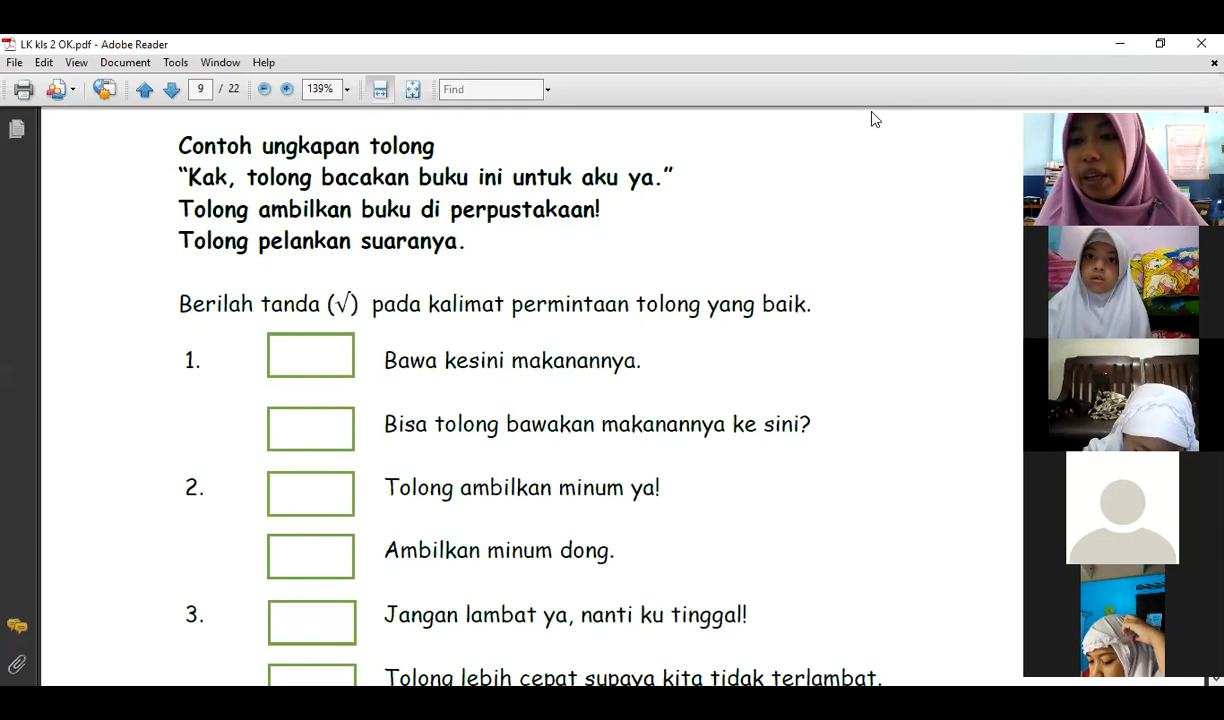 LK kls 2 OK.pdf - Adobe Reader
File Edit View Document Tools Window Help
9 / 22 139% Find
Contoh ungkapan tolong
“Kak, tolong bacakan buku ini untuk aku ya.”
Tolong ambilkan buku di perpustakaan!
Tolong pelankan suaranya.
Berilah tanda (√) pada kalimat permintaan tolong yang baik.
1. Bawa kesini makanannya.
Bisa tolong bawakan makanannya ke sini?
2. Tolong ambilkan minum ya!
Ambilkan minum dong.
3. Jangan lambat ya, nanti ku tinggal!
Tolong lebih cepat supaya kita tidak terlambat.